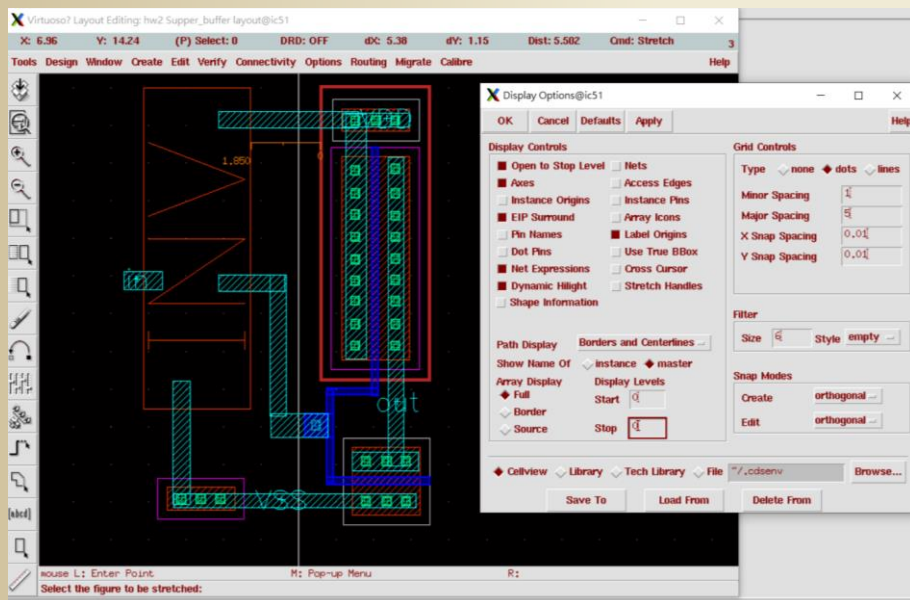 Virtuoso? Layout Editing: hw2 Supper_buffer layout@ic51
X: 6.96 Y: 14.24 (P) Select: 0 DRD: OFF dX: 5.38 dY: 1.15 Dist: 5.502 Cmd: Stretch 3
Tools Design Window Create Edit Verify Connectivity Options Routing Migrate Calibre Help
1.850 0
INV
in
out
VSS
[abcd]
mouse L: Enter Point M: Pop-up Menu R:
Select the figure to be stretched:
Display Options@ic51
OK Cancel Defaults Apply Help
Display Controls
Open to Stop Level Nets
Axes Access Edges
Instance Origins Instance Pins
EIP Surround Array Icons
Pin Names Label Origins
Dot Pins Use True BBox
Net Expressions Cross Cursor
Dynamic Hilight Stretch Handles
Shape Information
Path Display Borders and Centerlines
Show Name Of instance master
Array Display Display Levels
Full Start 0
Border
Source Stop 0
Grid Controls
Type none dots lines
Minor Spacing 1
Major Spacing 5
X Snap Spacing 0.01
Y Snap Spacing 0.01
Filter
Size 6 Style empty
Snap Modes
Create orthogonal
Edit orthogonal
Cellview Library Tech Library File ~/.cdsenv Browse...
Save To Load From Delete From